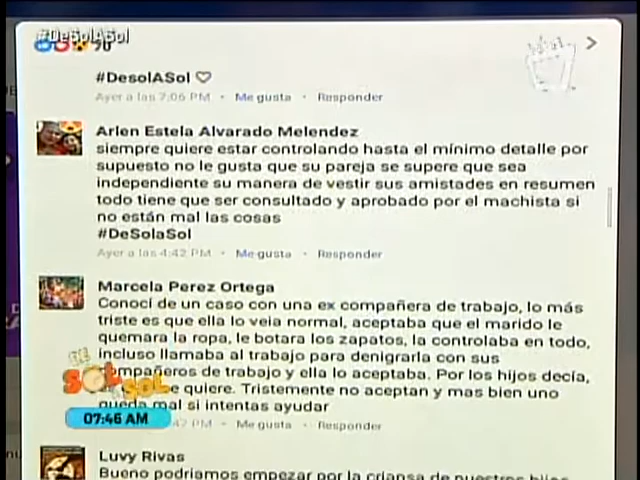 #DeSolASol
#DesolASol
Ayer a las 7:06 PM · Me gusta · Responder
Arlen Estela Alvarado Melendez
siempre quiere estar controlando hasta el mínimo detalle por
supuesto no le gusta que su pareja se supere que sea
independiente su manera de vestir sus amistades en resumen
todo tiene que ser consultado y aprobado por el machista si
no están mal las cosas
#DeSolaSol
Ayer a las 4:42 PM · Me gusta · Responder
Marcela Perez Ortega
Conocí de un caso con una ex compañera de trabajo, lo más
triste es que ella lo veia normal, aceptaba que el marido le
quemara la ropa, le botara los zapatos, la controlaba en todo,
incluso llamaba al trabajo para denigrarla con sus
compañeros de trabajo y ella lo aceptaba. Por los hijos decía,
e quiere. Tristemente no aceptan y mas bien uno
queda mal si intentas ayudar
PM · Me gusta · Responder
DE SOL A SOL
07:46 AM
Luvy Rivas
Bueno podriamos empezar por la criansa de nuestros hijos